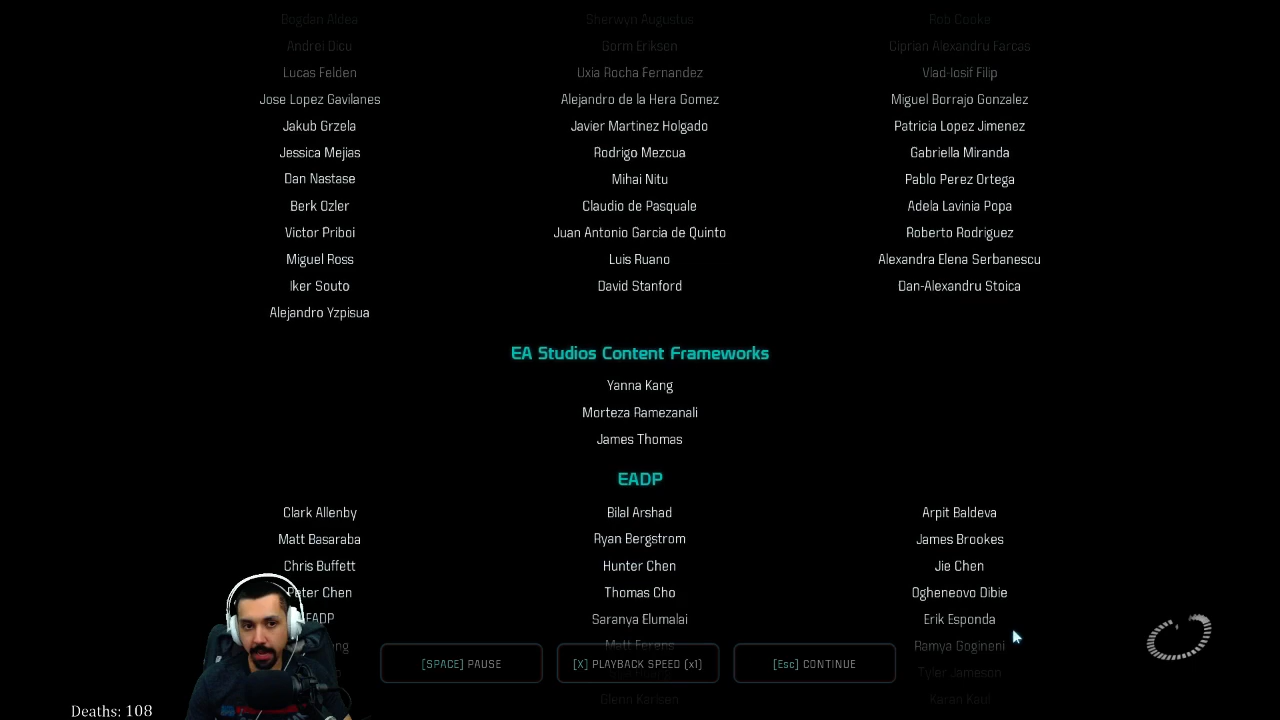 Bogdan Aldea Sherwyn Augustus Rob Cooke
Andrei Dicu Gorm Eriksen Ciprian Alexandru Farcas
Lucas Felden Uxia Rocha Fernandez Vlad-Iosif Filip
Jose Lopez Gavilanes Alejandro de la Hera Gomez Miguel Borrajo Gonzalez
Jakub Grzela Javier Martinez Holgado Patricia Lopez Jimenez
Jessica Mejias Rodrigo Mezcua Gabriella Miranda
Dan Nastase Mihai Nitu Pablo Perez Ortega
Berk Ozler Claudio de Pasquale Adela Lavinia Popa
Victor Priboi Juan Antonio Garcia de Quinto Roberto Rodriguez
Miguel Ross Luis Ruano Alexandra Elena Serbanescu
Iker Souto David Stanford Dan-Alexandru Stoica
Alejandro Yzpisua
EA Studios Content Frameworks
Yanna Kang
Morteza Ramezanali
James Thomas
EADP
Clark Allenby Bilal Arshad Arpit Baldeva
Matt Basaraba Ryan Bergstrom James Brookes
Chris Buffett Hunter Chen Jie Chen
Peter Chen Thomas Cho Ogheneovo Dibie
EADP Saranya Elumalai Erik Esponda
Matt Ferens Ramya Gogineni
[SPACE] PAUSE [X] PLAYBACK SPEED (x1) [Esc] CONTINUE
Tyler Jameson
Glenn Karlsen Karan Kaul
Deaths: 108